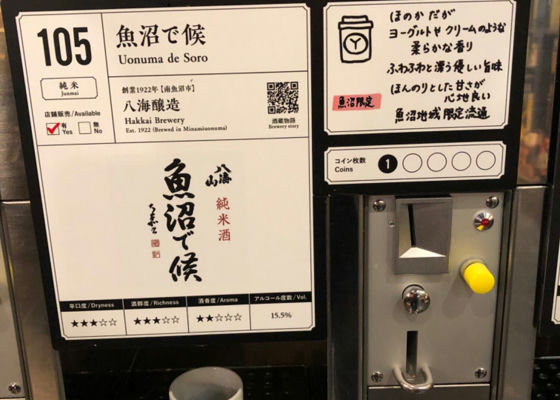 105
純米
Junmai
店舗販売/Available
有 Yes
無 No
魚沼で候
Uonuma de Soro
創業1922年【南魚沼市】
八海醸造
Hakkai Brewery
Est. 1922 (Brewed in Minamiuonuma)
酒蔵物語
Brewery story
八海山
純米酒
魚沼で候
辛口度/Dryness
★★★☆☆
濃醇度/Richness
★★★☆☆
酒香度/Aroma
★★☆☆☆
アルコール度数/Vol.
15.5%
ほのかだが
ヨーグルトやクリームのような
柔らかな香り
ふわふわと漂う優しい旨味
ほんのりとした甘さが
心地良い
魚沼限定
魚沼地域限定流通
コイン枚数
Coins
1